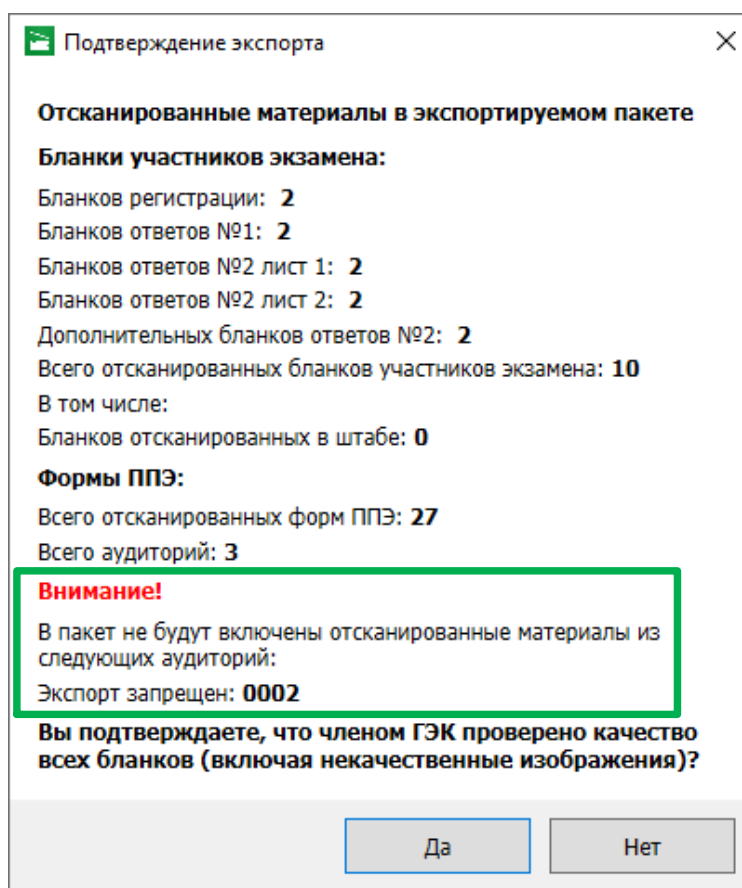 Подтверждение экспорта
Отсканированные материалы в экспортируемом пакете
Бланки участников экзамена:
Бланков регистрации: 2
Бланков ответов №1: 2
Бланков ответов №2 лист 1: 2
Бланков ответов №2 лист 2: 2
Дополнительных бланков ответов №2: 2
Всего отсканированных бланков участников экзамена: 10
В том числе:
Бланков отсканированных в штабе: 0
Формы ППЭ:
Всего отсканированных форм ППЭ: 27
Всего аудиторий: 3
Внимание!
В пакет не будут включены отсканированные материалы из
следующих аудиторий:
Экспорт запрещен: 0002
Вы подтверждаете, что членом ГЭК проверено качество
всех бланков (включая некачественные изображения)?
Да
Нет